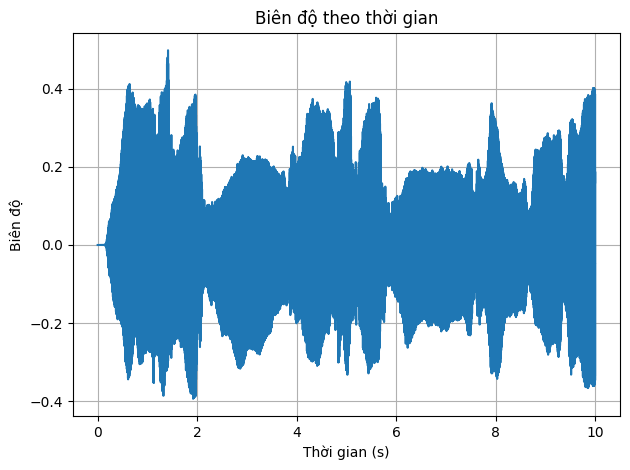 Biên độ theo thời gian
Biên độ
0.4
0.2
0.0
−0.2
−0.4
0 2 4 6 8 10
Thời gian (s)